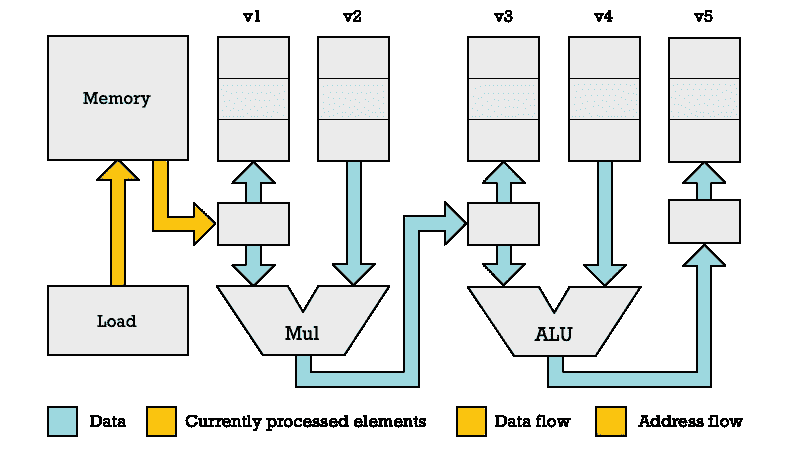 v1 v2 v3 v4 v5
Memory
Load
Mul
ALU
Data Currently processed elements Data flow Address flow